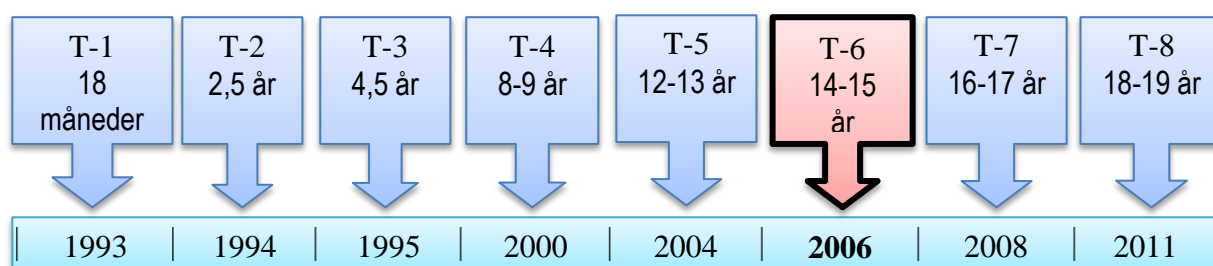 T-1
18
måneder
T-2
2,5 år
T-3
4,5 år
T-4
8-9 år
T-5
12-13 år
T-6
14-15
år
T-7
16-17 år
T-8
18-19 år
1993 1994 1995 2000 2004 2006 2008 2011